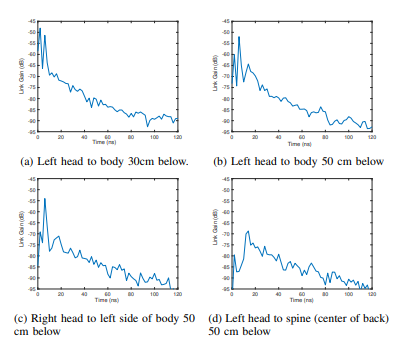 -45
-50
-55
-60
-65
-70
-75
-80
-85
-90
-95
Link Gain (dB)
0 20 40 60 80 100 120
Time (ns)
(a) Left head to body 30cm below.
-45
-50
-55
-60
-65
-70
-75
-80
-85
-90
-95
Link Gain (dB)
0 20 40 60 80 100 120
Time (ns)
(b) Left head to body 50 cm below
-45
-50
-55
-60
-65
-70
-75
-80
-85
-90
-95
Link Gain (dB)
0 20 40 60 80 100 120
Time (ns)
(c) Right head to left side of body 50
cm below
-45
-50
-55
-60
-65
-70
-75
-80
-85
-90
-95
Link Gain (dB)
0 20 40 60 80 100 120
Time (ns)
(d) Left head to spine (center of back)
50 cm below